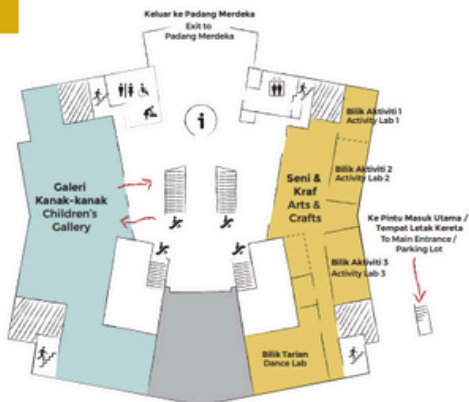 Keluar ke Padang Merdeka
Exit to
Padang Merdeka
i
Bilik Aktiviti 1
Activity Lab 1
Bilik Aktiviti 2
Activity Lab 2
Galeri
Kanak-kanak
Children's
Gallery
Seni &
Kraf
Arts &
Crafts
Ke Pintu Masuk Utama /
Tempat Letak Kereta
To Main Entrance /
Parking Lot
Bilik Aktiviti 3
Activity Lab 3
Bilik Tarian
Dance Lab